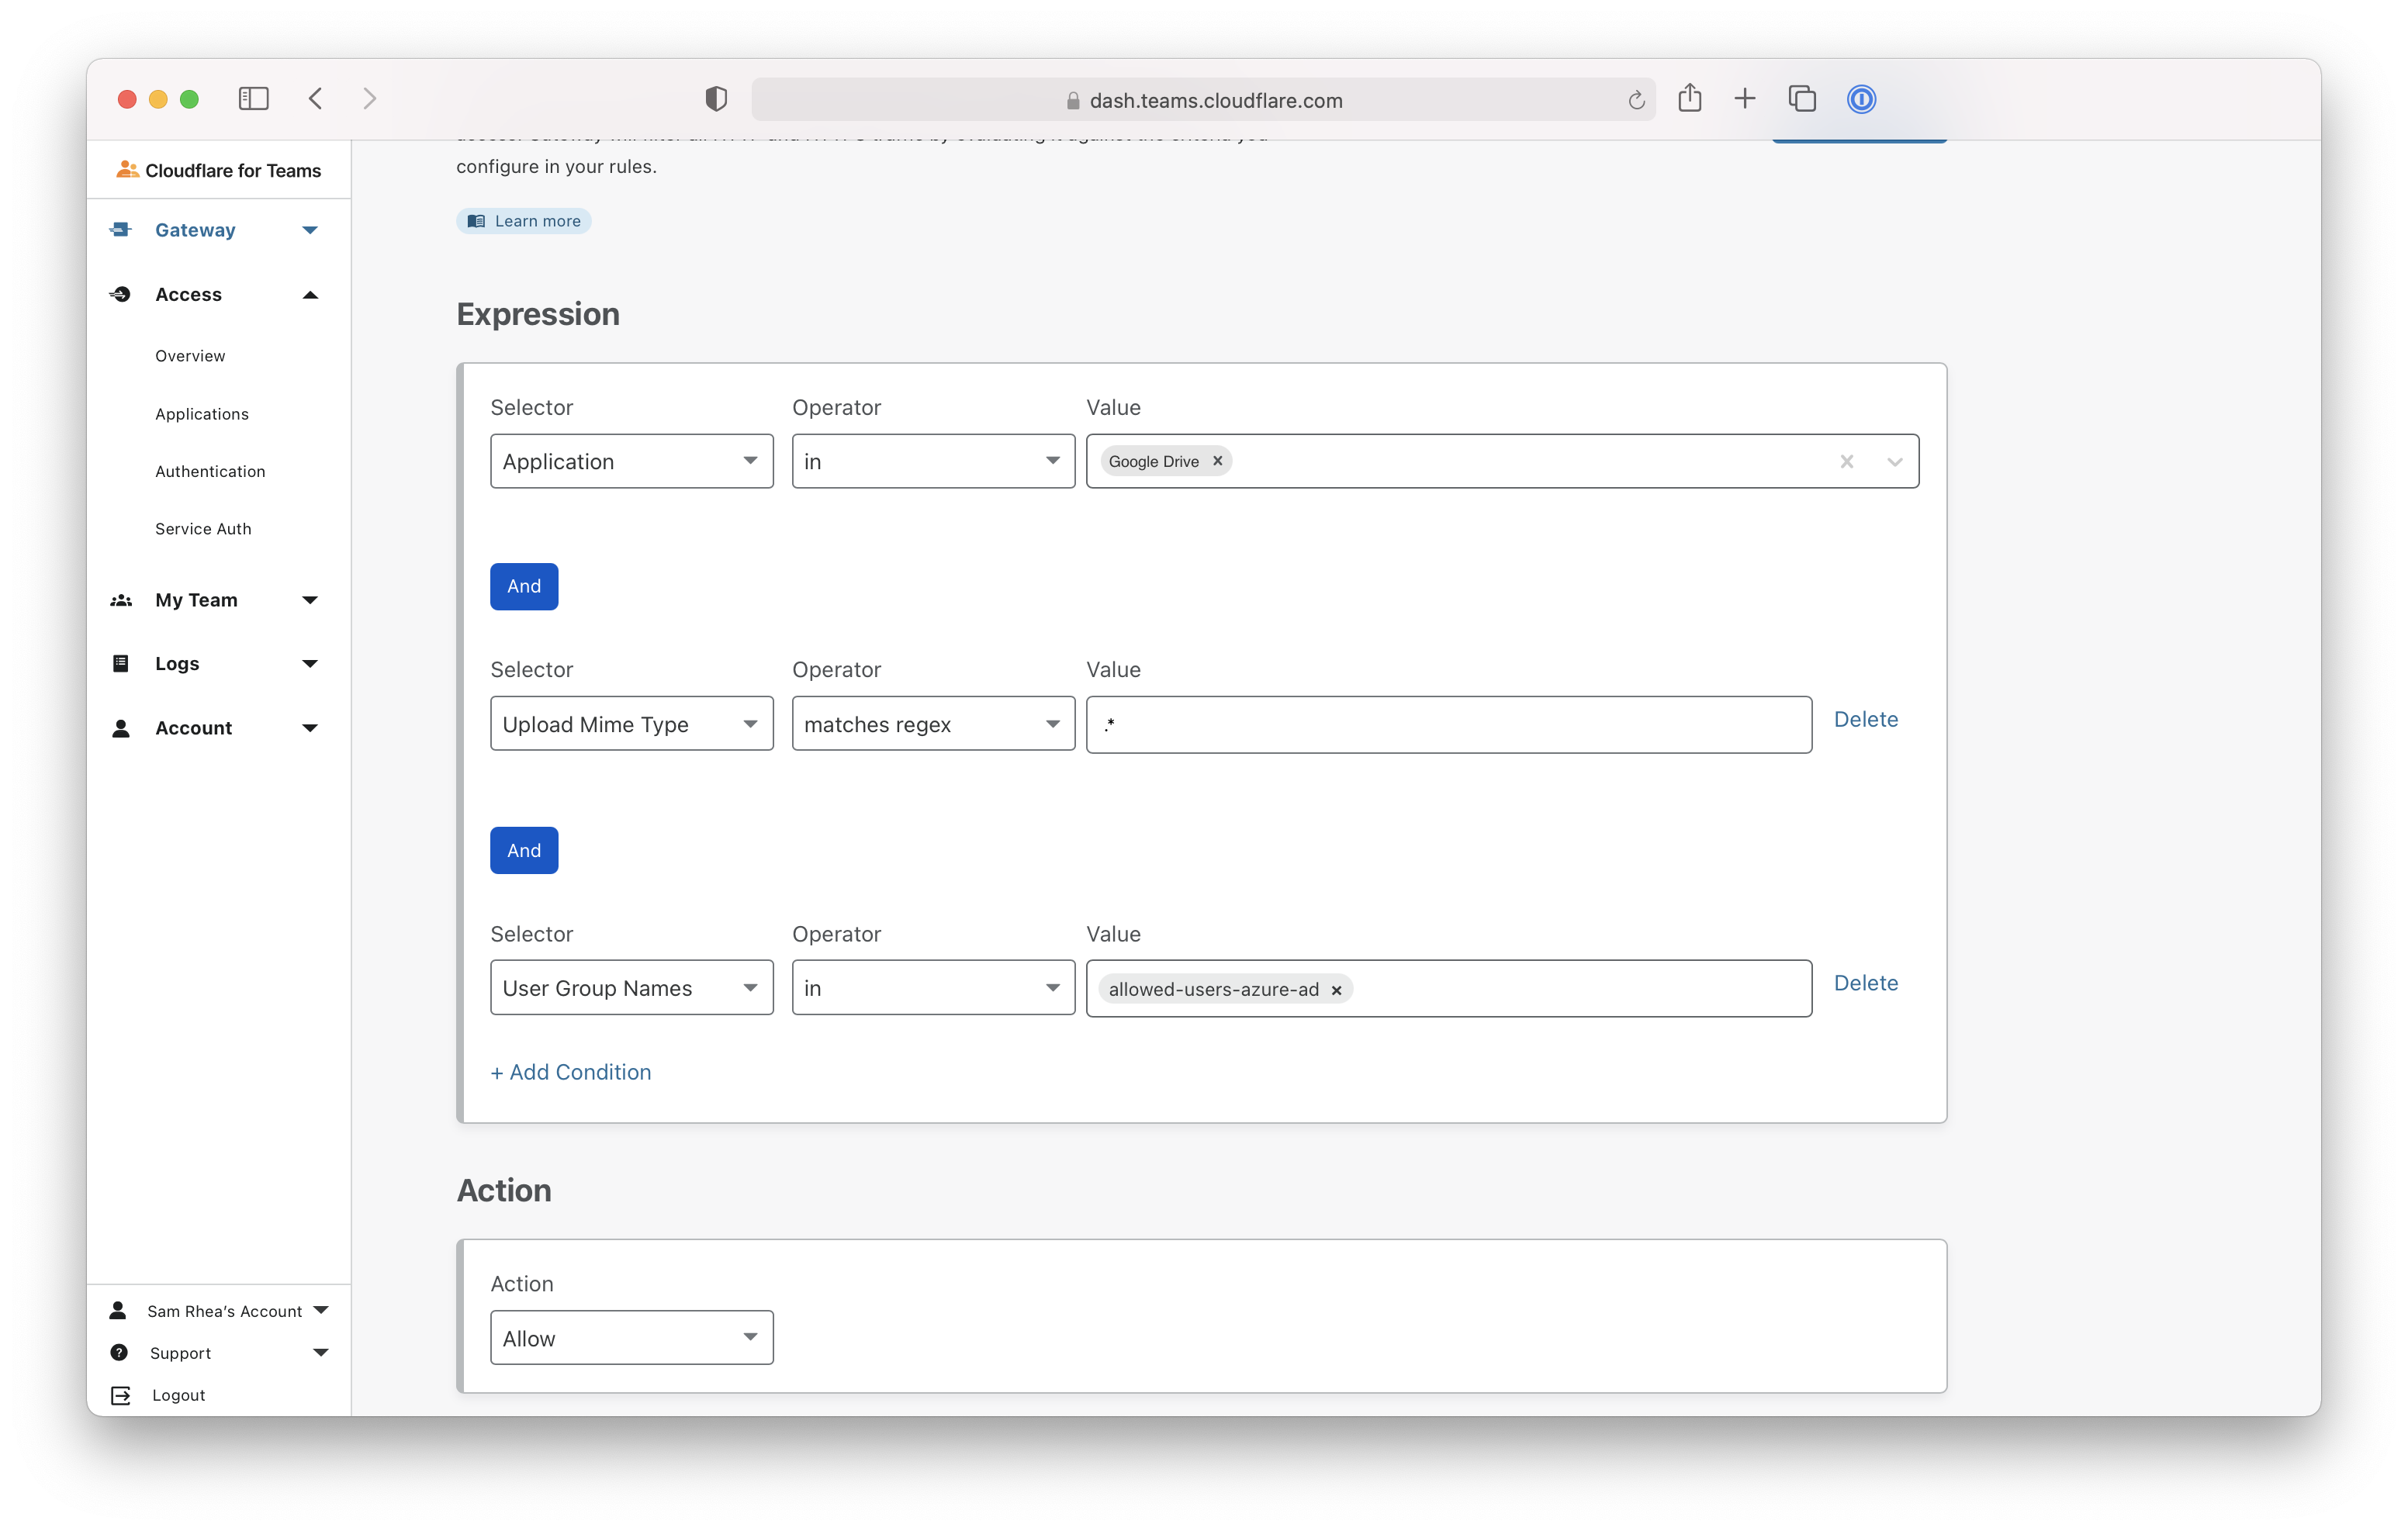 dash.teams.cloudflare.com
Cloudflare for Teams
Gateway
Access
Overview
Applications
Authentication
Service Auth
My Team
Logs
Account
Sam Rhea's Account
Support
Logout
configure in your rules.
Learn more
Expression
Selector Operator Value
Application in Google Drive
And
Selector Operator Value
Upload Mime Type matches regex .* Delete
And
Selector Operator Value
User Group Names in allowed-users-azure-ad Delete
+ Add Condition
Action
Action
Allow